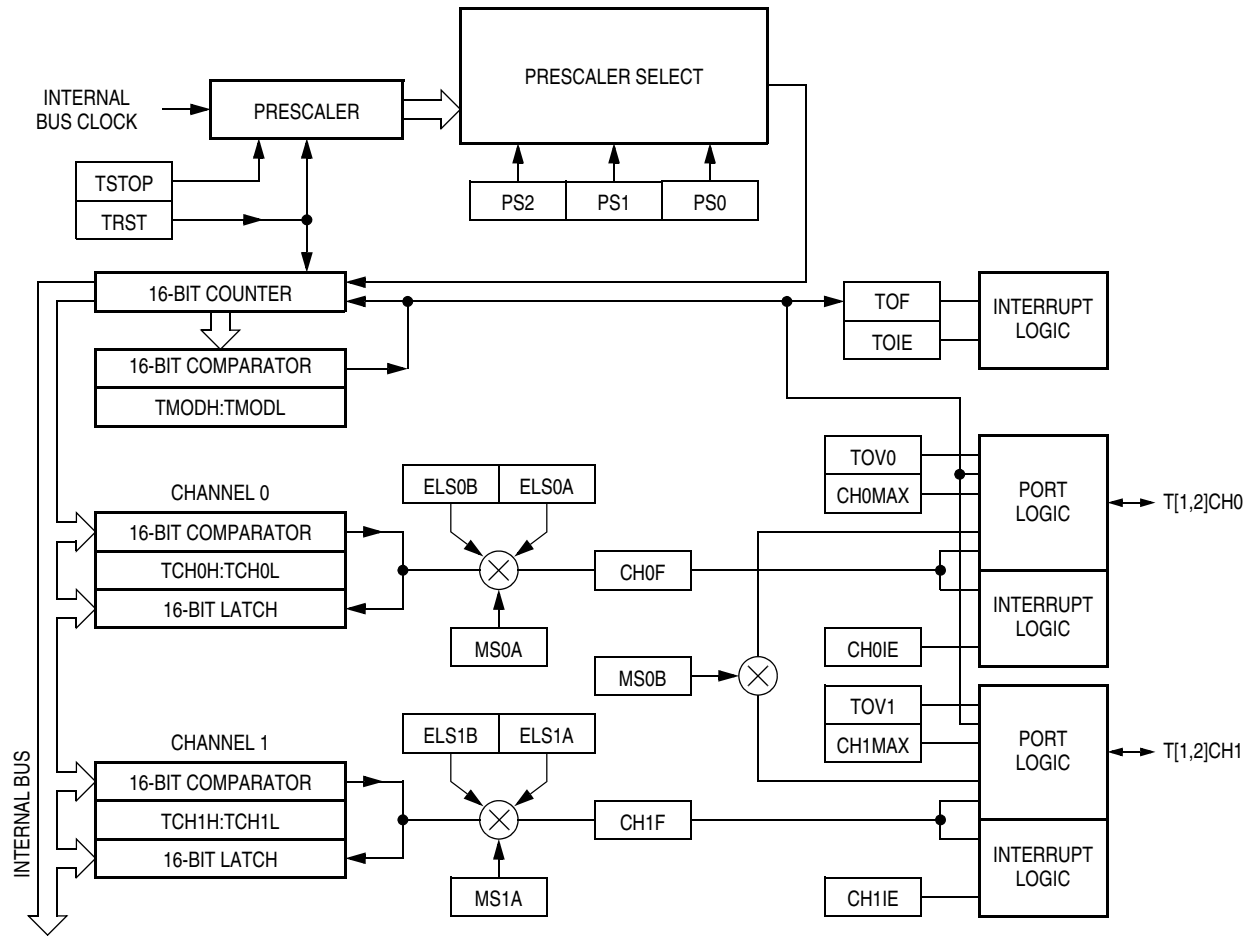 PRESCALER SELECT
INTERNAL
BUS CLOCK
PRESCALER
TSTOP
TRST
PS2
PS1
PS0
16-BIT COUNTER
16-BIT COMPARATOR
TMODH:TMODL
TOF
TOIE
INTERRUPT
LOGIC
CHANNEL 0
16-BIT COMPARATOR
TCH0H:TCH0L
16-BIT LATCH
ELS0B
ELS0A
MS0A
CH0F
TOV0
CH0MAX
PORT
LOGIC
T[1,2]CH0
INTERRUPT
LOGIC
CH0IE
MS0B
CHANNEL 1
16-BIT COMPARATOR
TCH1H:TCH1L
16-BIT LATCH
ELS1B
ELS1A
MS1A
CH1F
TOV1
CH1MAX
PORT
LOGIC
T[1,2]CH1
INTERRUPT
LOGIC
CH1IE
INTERNAL BUS